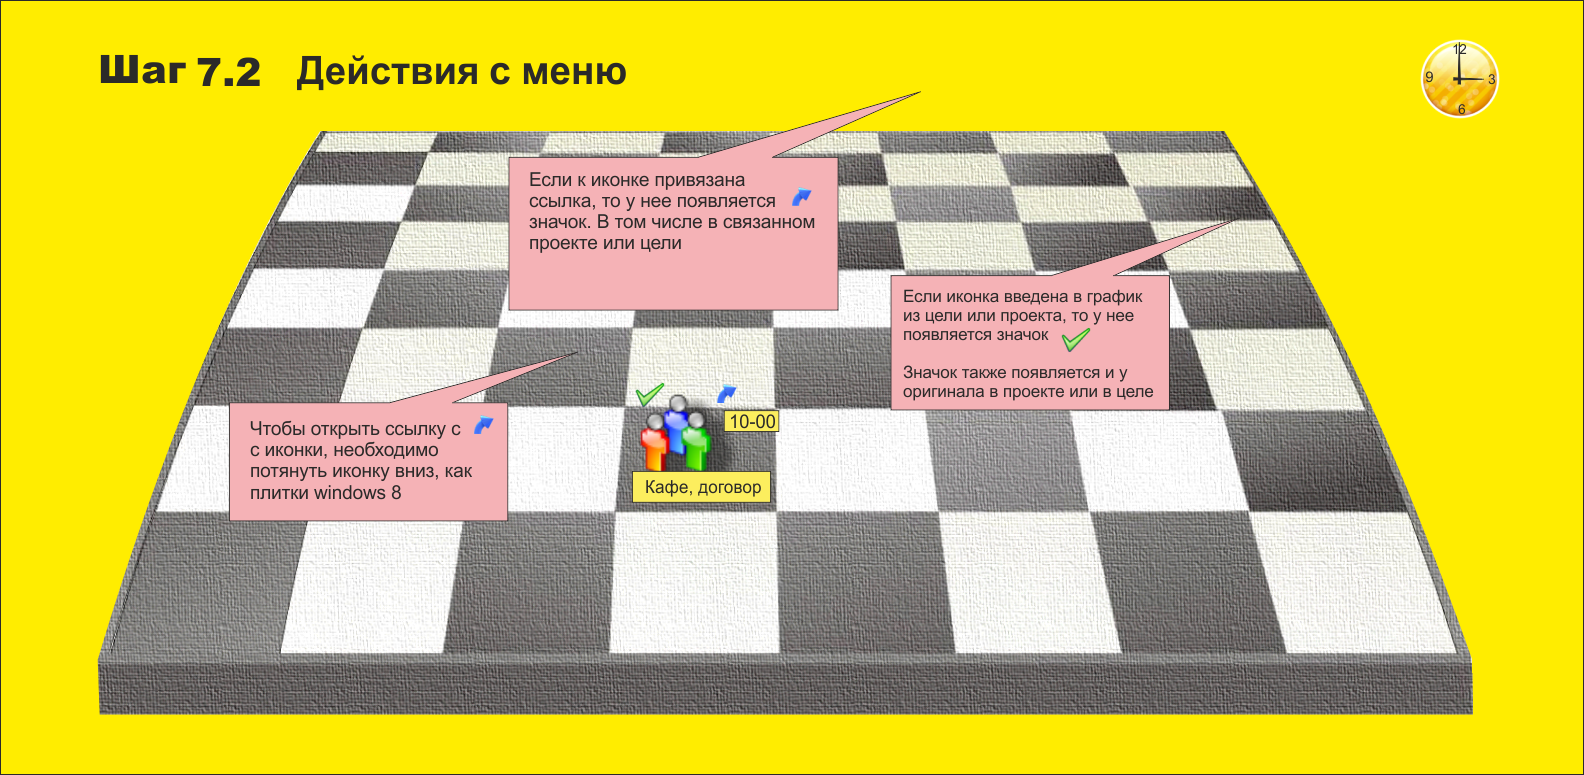 Шаг 7.2 Действия с меню
12
9
3
6
Если к иконке привязана
ссылка, то у нее появляется
значок. В том числе в связанном
проекте или цели
Если иконка введена в график
из цели или проекта, то у нее
появляется значок
Значок также появляется и у
оригинала в проекте или в целе
Чтобы открыть ссылку с
с иконки, необходимо
потянуть иконку вниз, как
плитки windows 8
10-00
Кафе, договор